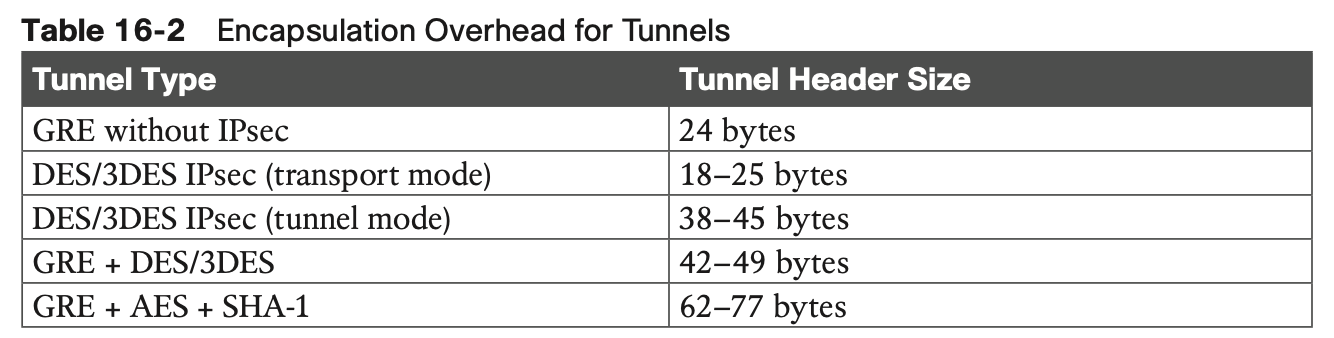 Table 16-2 Encapsulation Overhead for Tunnels
Tunnel Type Tunnel Header Size
GRE without IPsec 24 bytes
DES/3DES IPsec (transport mode) 18–25 bytes
DES/3DES IPsec (tunnel mode) 38–45 bytes
GRE + DES/3DES 42–49 bytes
GRE + AES + SHA-1 62–77 bytes